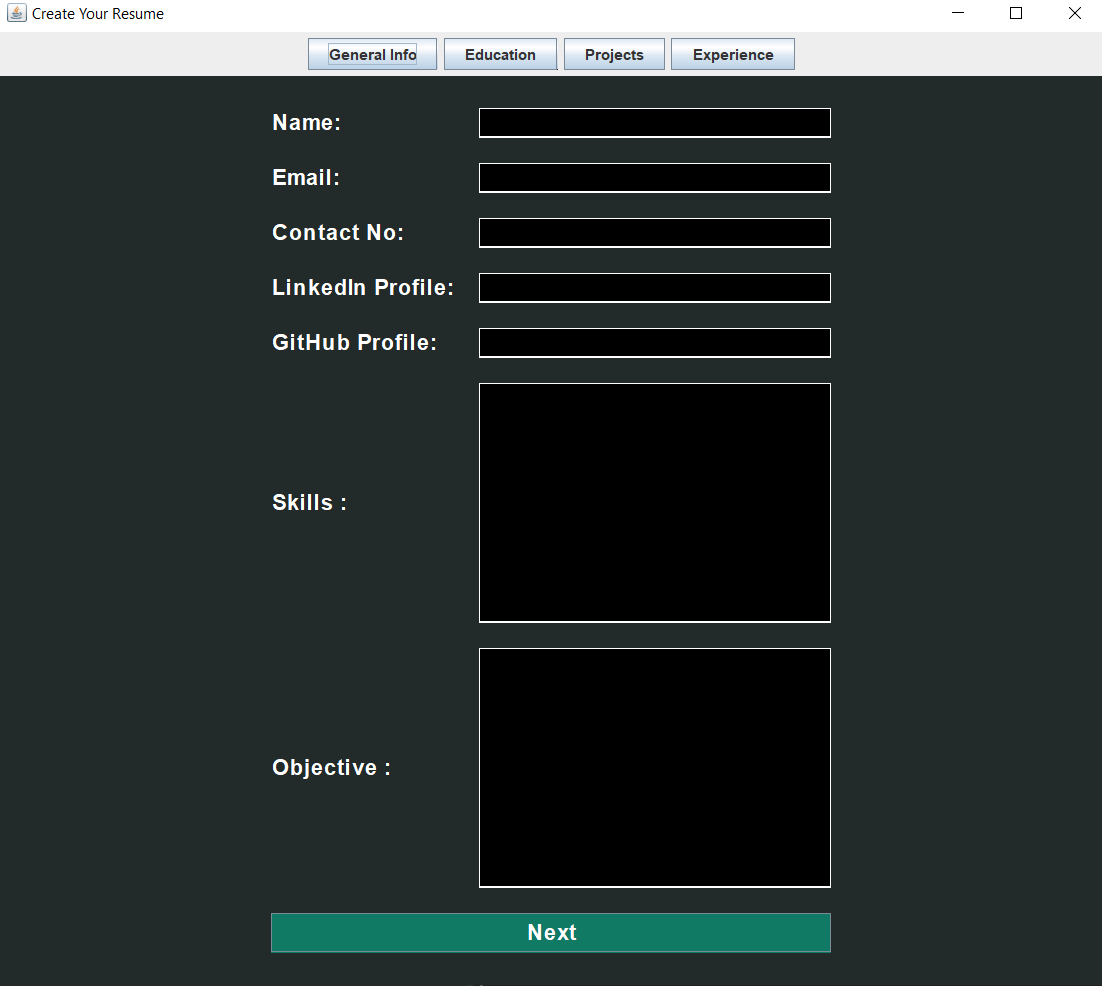 Create Your Resume
General Info Education Projects Experience
Name:
Email:
Contact No:
LinkedIn Profile:
GitHub Profile:
Skills :
Objective :
Next